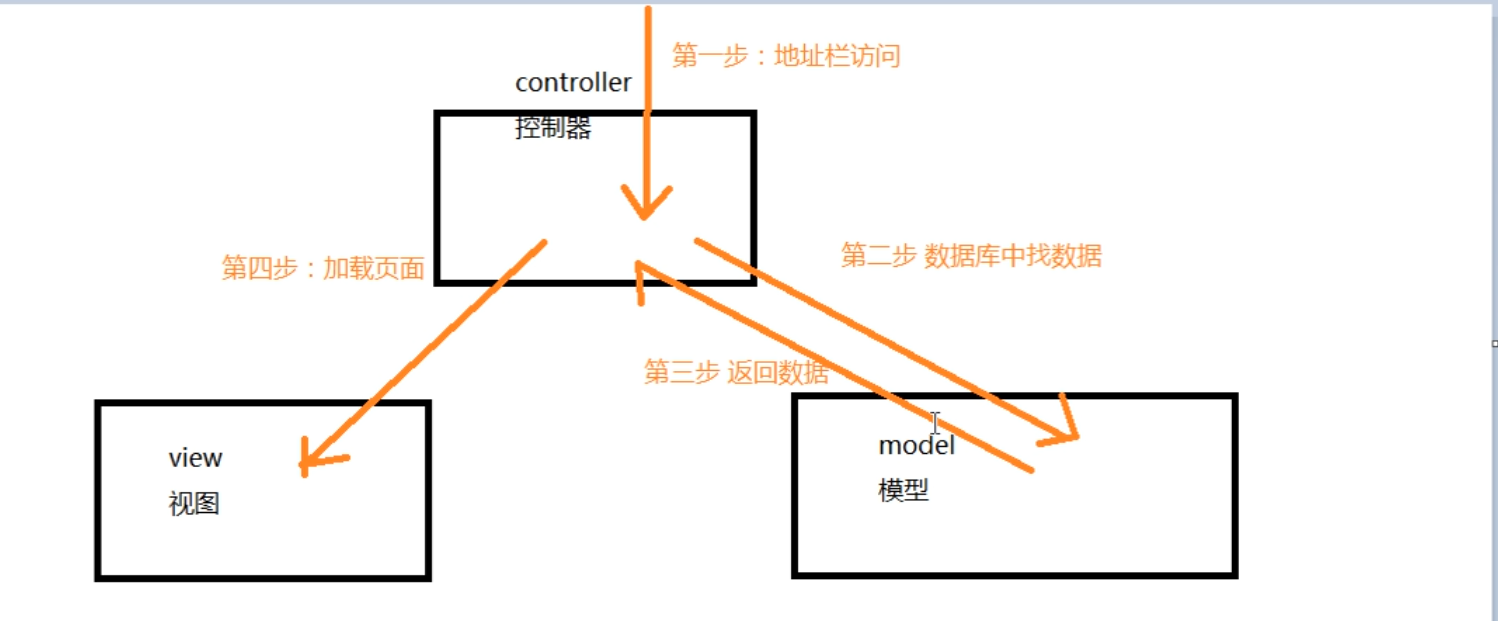 第一步：地址栏访问
controller
控制器
第二步 数据库中找数据
第四步：加载页面
第三步 返回数据
model
view
模型
视图